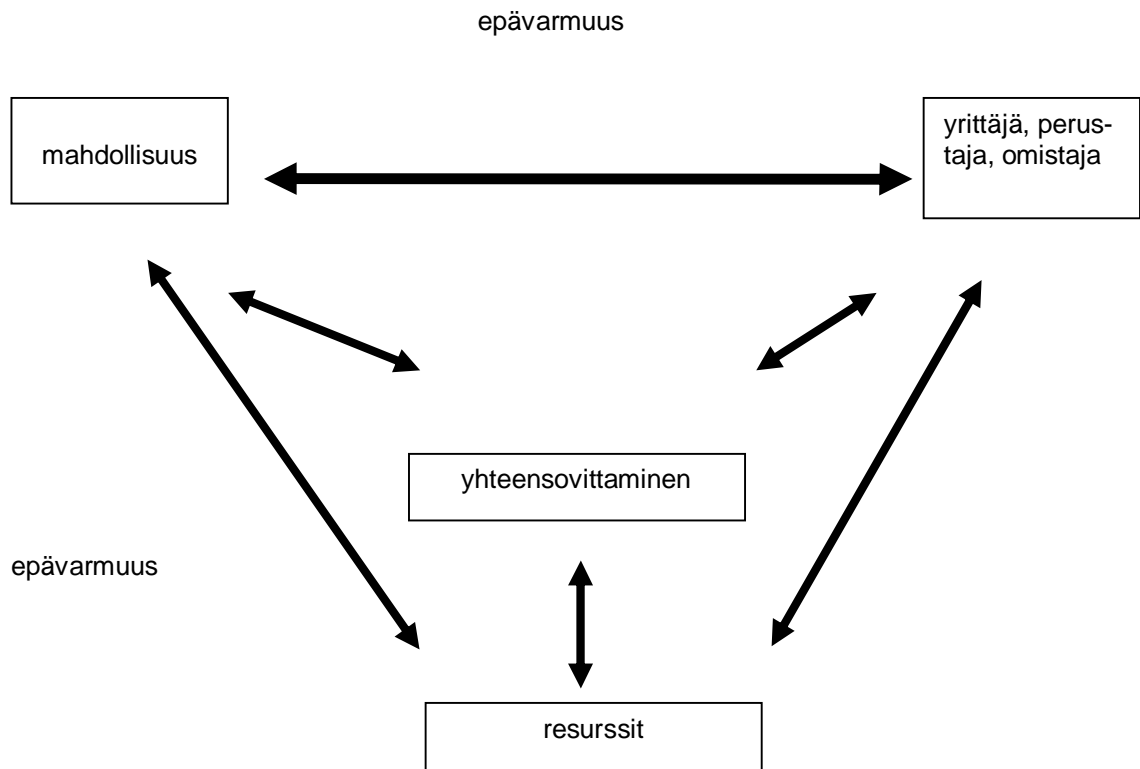 epävarmuus
mahdollisuus
yrittäjä, perus-
taja, omistaja
yhteensovittaminen
epävarmuus
resurssit